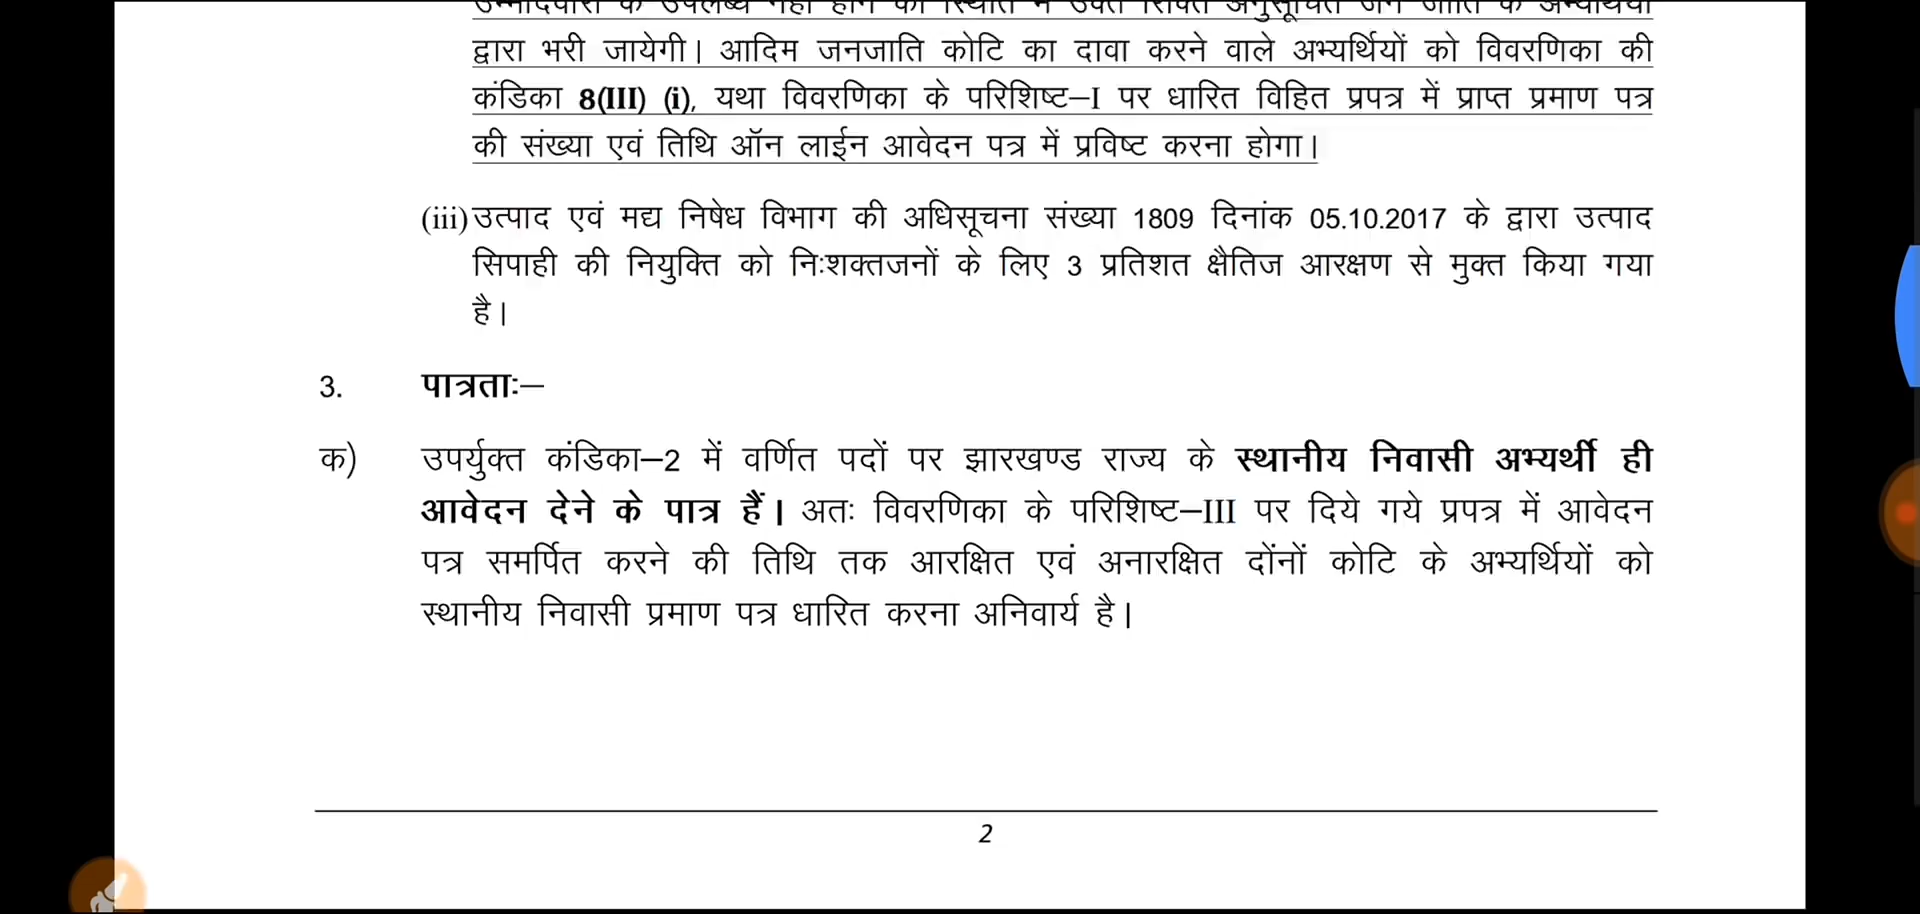 द्वारा भरी जायेगी। आदिम जनजाति कोटि का दावा करने वाले अभ्यर्थियों को विवरणिका की
कंडिका 8(III) (i), यथा विवरणिका के परिशिष्ट–I पर धारित विहित प्रपत्र में प्राप्त प्रमाण पत्र
की संख्या एवं तिथि ऑन लाईन आवेदन पत्र में प्रविष्ट करना होगा।
(iii) उत्पाद एवं मद्य निषेध विभाग की अधिसूचना संख्या 1809 दिनांक 05.10.2017 के द्वारा उत्पाद
सिपाही की नियुक्ति को निःशक्तजनों के लिए 3 प्रतिशत क्षैतिज आरक्षण से मुक्त किया गया
है।
3. पात्रताः–
क) उपर्युक्त कंडिका–2 में वर्णित पदों पर झारखण्ड राज्य के स्थानीय निवासी अभ्यर्थी ही
आवेदन देने के पात्र हैं। अतः विवरणिका के परिशिष्ट–III पर दिये गये प्रपत्र में आवेदन
पत्र समर्पित करने की तिथि तक आरक्षित एवं अनारक्षित दोंनों कोटि के अभ्यर्थियों को
स्थानीय निवासी प्रमाण पत्र धारित करना अनिवार्य है।
2